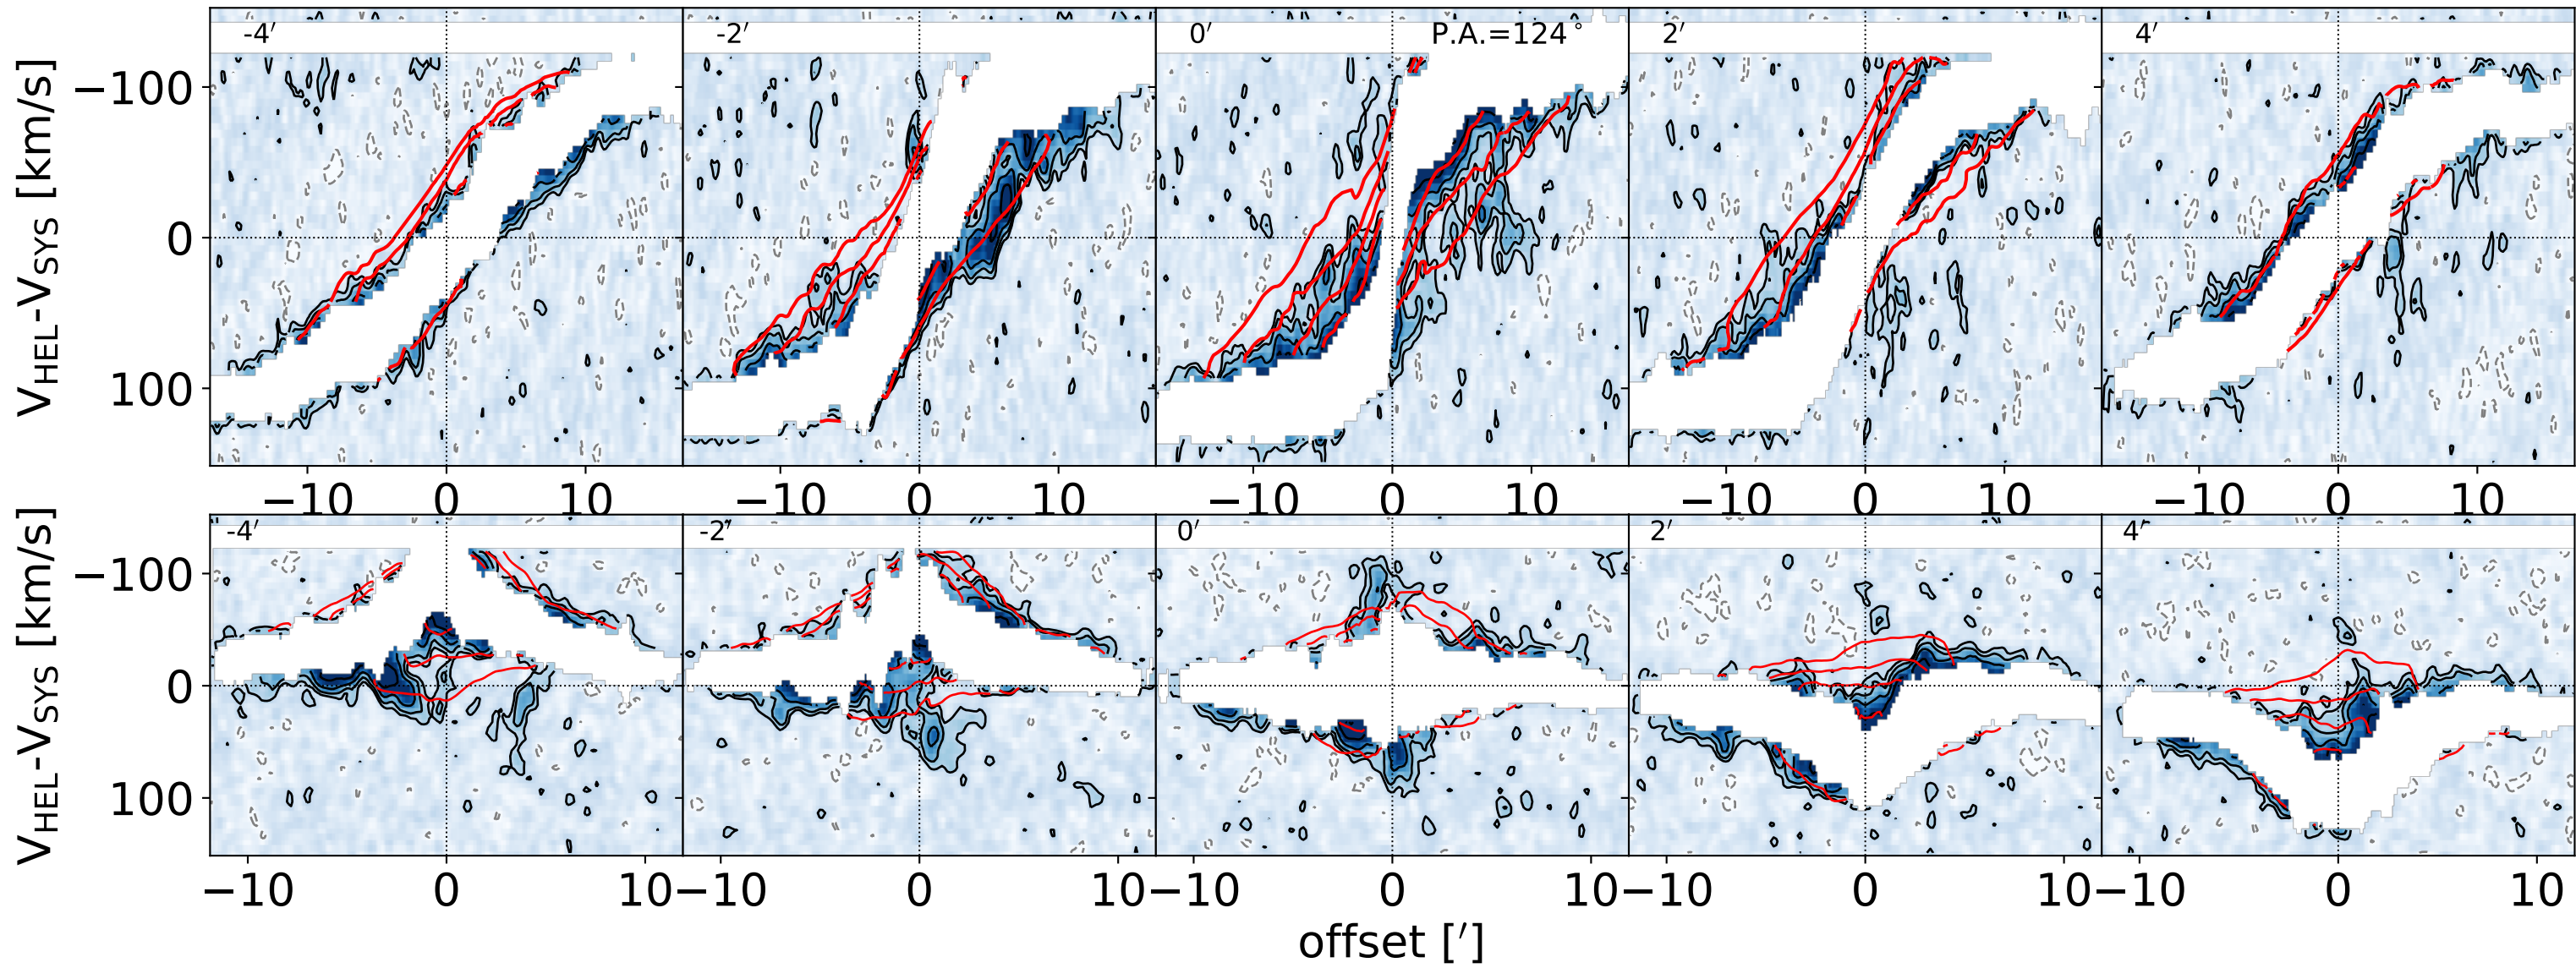 -4′ -2′ 0′ P.A.=124° 2′ 4′
V_HEL-V_SYS [km/s]
−100
0
100
−10 0 10 −10 0 10 −10 0 10 −10 0 10 −10 0 10
-4′ -2′ 0′ 2′ 4′
V_HEL-V_SYS [km/s]
−100
0
100
−10 0 10 −10 0 10 −10 0 10 −10 0 10 −10 0 10
offset [′]